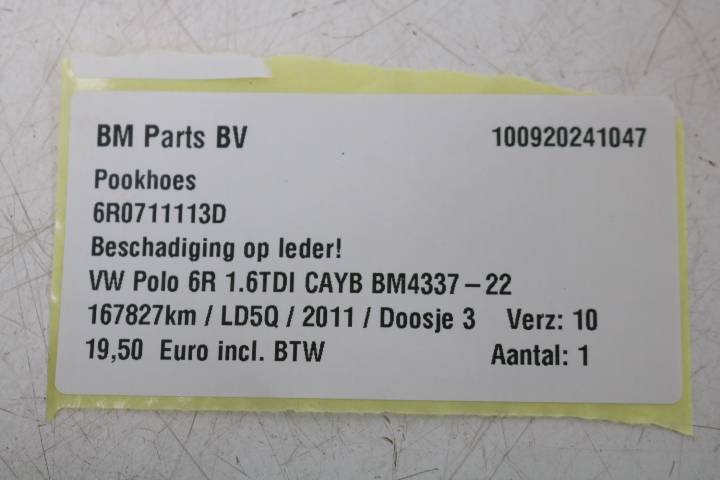 BM Parts BV 100920241047
Pookhoes
6R0711113D
Beschadiging op leder!
VW Polo 6R 1.6TDI CAYB BM4337-22
167827km / LD5Q / 2011 / Doosje 3 Verz: 10
19,50 Euro incl. BTW Aantal: 1